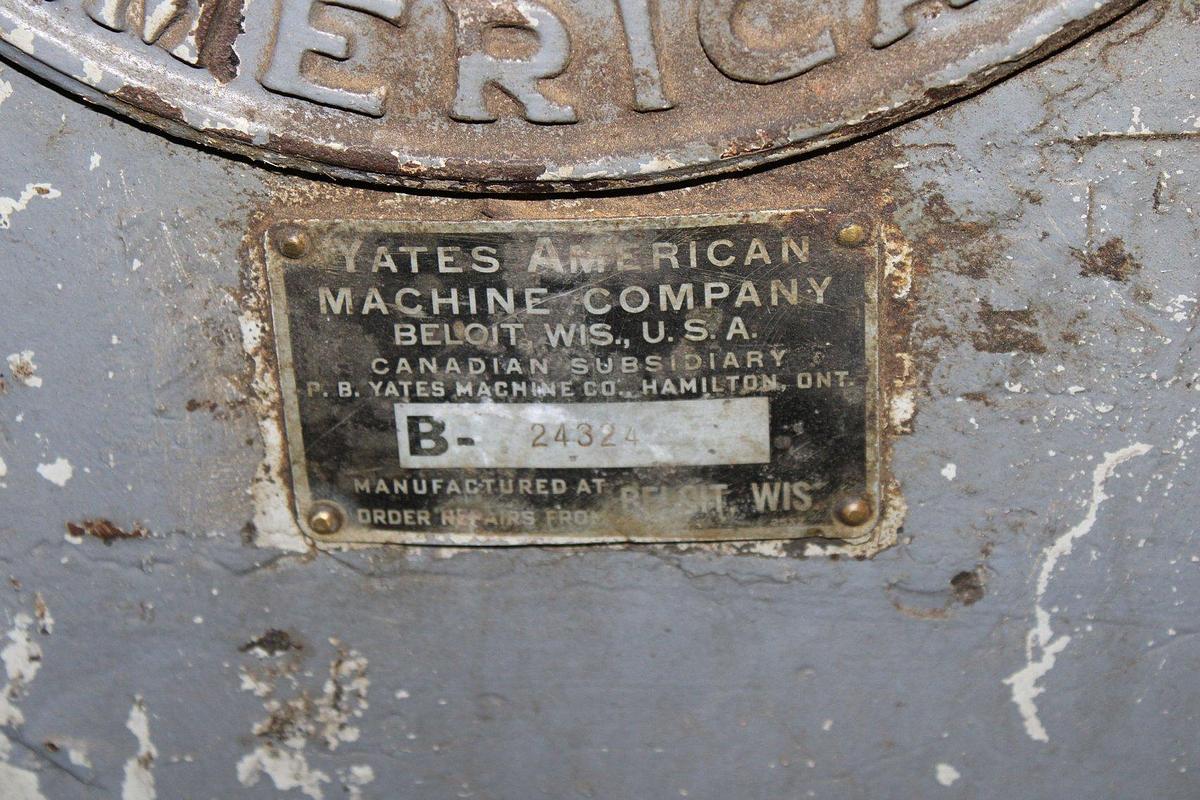 MERICA
YATES AMERICAN
MACHINE COMPANY
BELOIT, WIS., U.S.A.
CANADIAN SUBSIDIARY
P. B. YATES MACHINE CO., HAMILTON, ONT.
B- 24324
MANUFACTURED AT BELOIT WIS
ORDER REPAIRS FROM